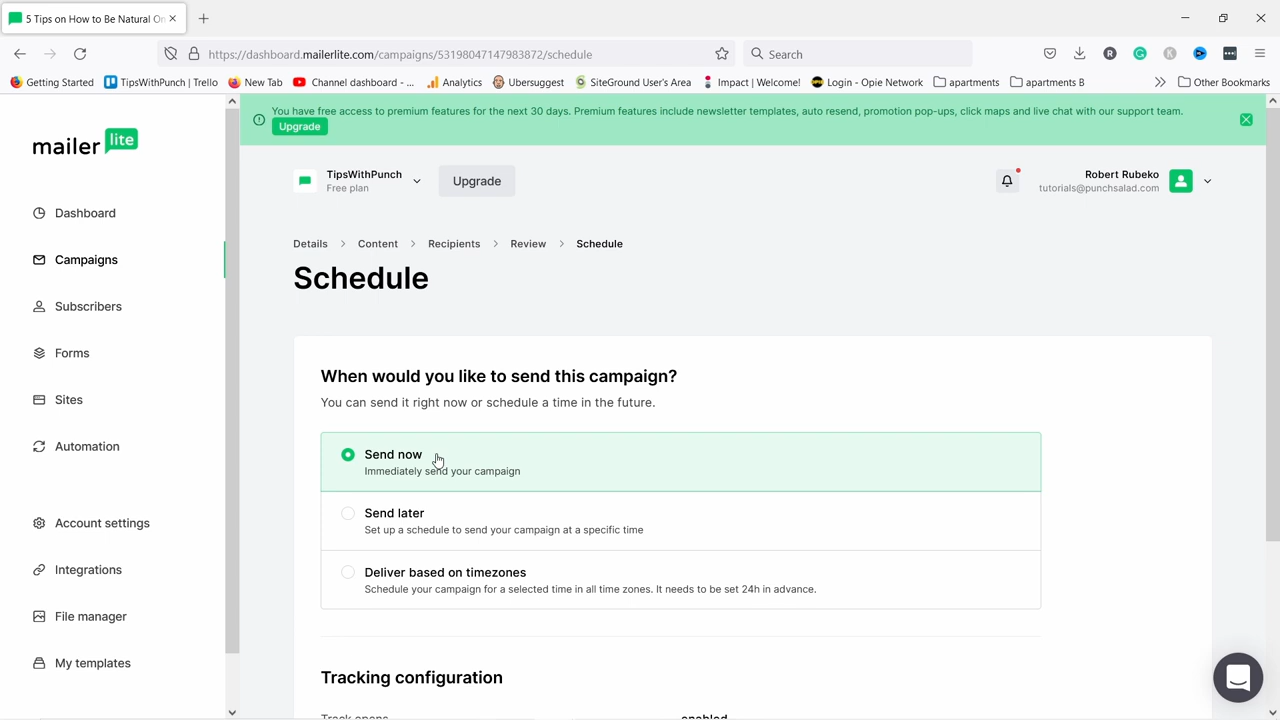 5 Tips on How to Be Natural On
https://dashboard.mailerlite.com/campaigns/53198047147983872/schedule
Search
Getting Started
TipsWithPunch | Trello
New Tab
Channel dashboard - ...
Analytics
Ubersuggest
SiteGround User's Area
Impact | Welcome!
Login - Opie Network
apartments
apartments B
Other Bookmarks
mailer lite
You have free access to premium features for the next 30 days. Premium features include newsletter templates, auto resend, promotion pop-ups, click maps and live chat with our support team.
Upgrade
TipsWithPunch
Free plan
Upgrade
Robert Rubeko
tutorials@punchsalad.com
Dashboard
Campaigns
Subscribers
Forms
Sites
Automation
Account settings
Integrations
File manager
My templates
Details > Content > Recipients > Review > Schedule
Schedule
When would you like to send this campaign?
You can send it right now or schedule a time in the future.
Send now
Immediately send your campaign
Send later
Set up a schedule to send your campaign at a specific time
Deliver based on timezones
Schedule your campaign for a selected time in all time zones. It needs to be set 24h in advance.
Tracking configuration
Track opens enabled